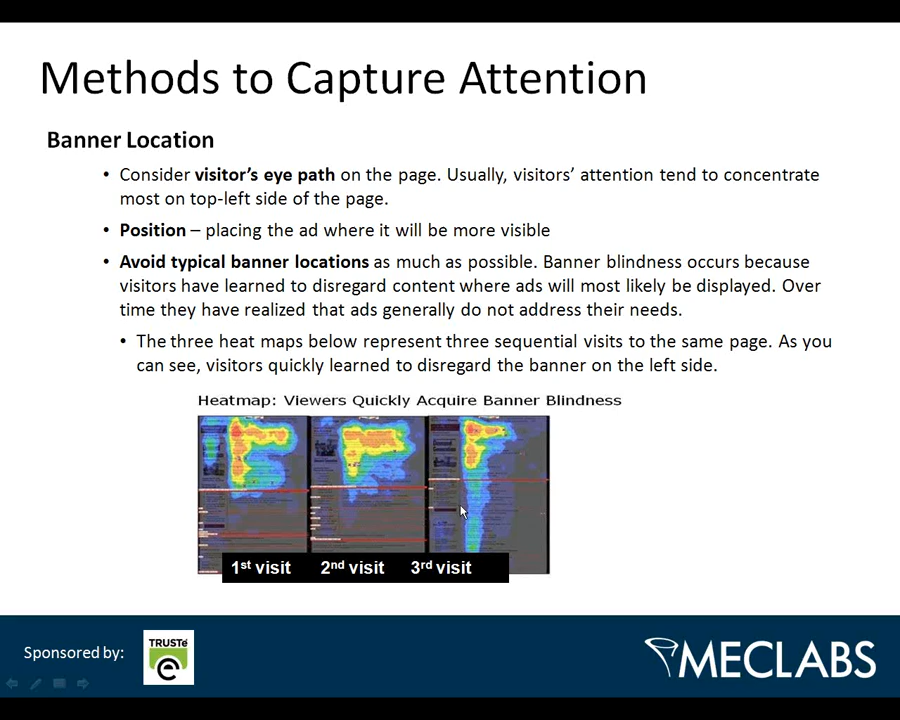 Methods to Capture Attention
Banner Location
• Consider visitor's eye path on the page. Usually, visitors' attention tend to concentrate
most on top-left side of the page.
• Position – placing the ad where it will be more visible
• Avoid typical banner locations as much as possible. Banner blindness occurs because
visitors have learned to disregard content where ads will most likely be displayed. Over
time they have realized that ads generally do not address their needs.
• The three heat maps below represent three sequential visits to the same page. As you
can see, visitors quickly learned to disregard the banner on the left side.
Heatmap: Viewers Quickly Acquire Banner Blindness
1st visit 2nd visit 3rd visit
Sponsored by:
TRUSTe
e
MECLABS